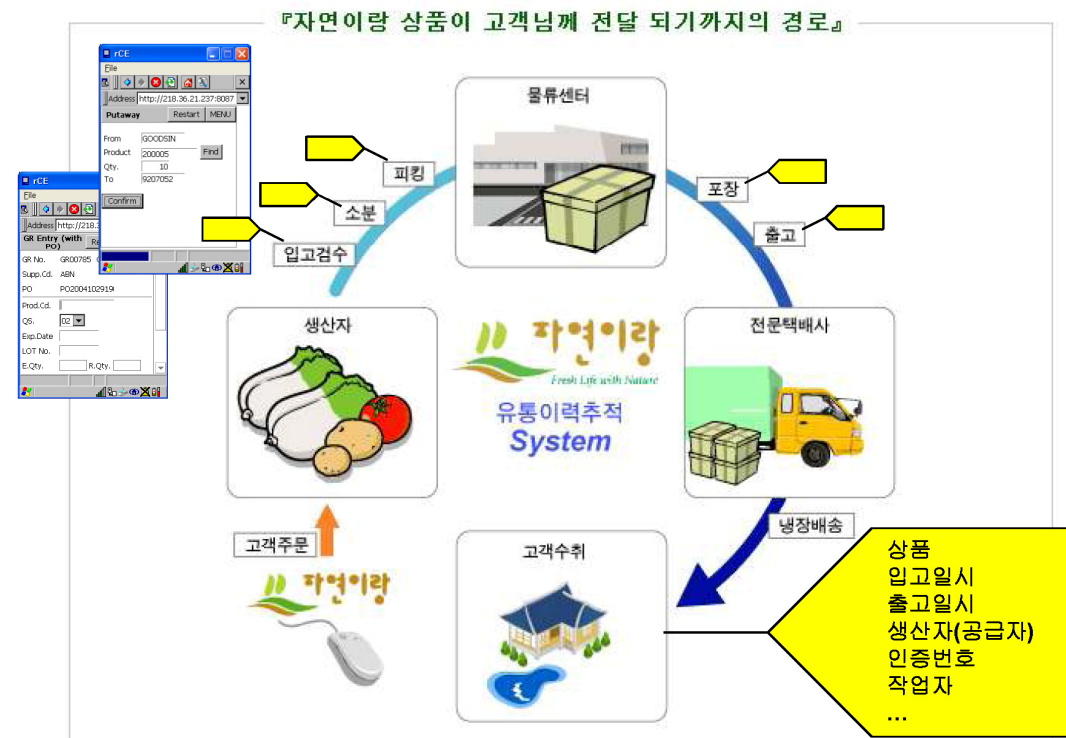 『자연이랑 상품이 고객님께 전달 되기까지의 경로』
rCE
File
Address http://218.36.21.237:8087
Putaway Restart MENU
From GOODSIN
Product 200005 Find
Qty. 10
To 9207052
Confirm
rCE
File
Address http://218.3
GR Entry (with PO) Re
GR No. GR00785
Supp.Cd. ABN
PO PO2004102919
Prod.Cd.
QS. 02
Exp.Date
LOT No.
E.Qty. R.Qty.
물류센터
피킹
소분
입고검수
포장
출고
생산자
자연이랑
Fresh Life with Nature
유통이력추적
System
전문택배사
고객주문
자연이랑
고객수취
냉장배송
상품
입고일시
출고일시
생산자(공급자)
인증번호
작업자
...